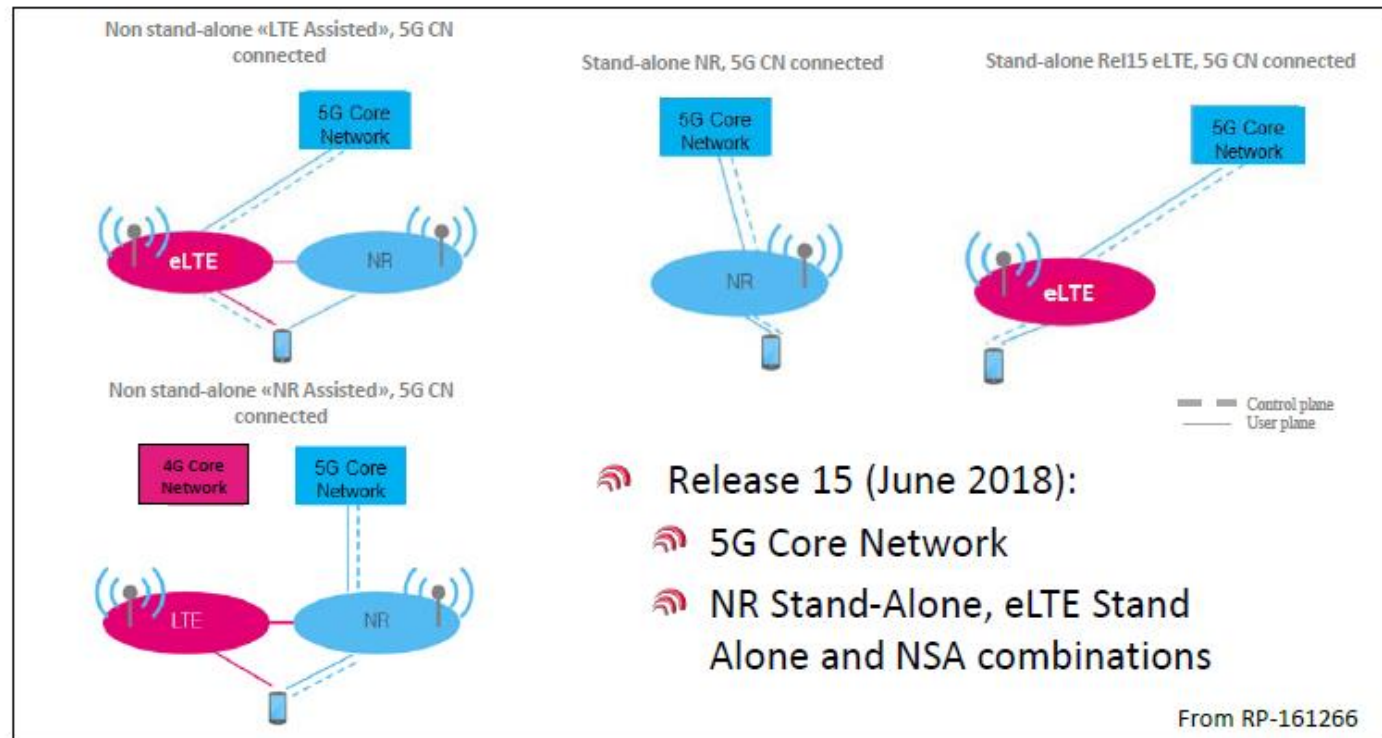 Non stand-alone «LTE Assisted», 5G CN
connected
5G Core
Network
eLTE
NR
Stand-alone NR, 5G CN connected
5G Core
Network
NR
Stand-alone Rel15 eLTE, 5G CN connected
5G Core
Network
eLTE
Control plane
User plane
Non stand-alone «NR Assisted», 5G CN
connected
4G Core
Network
5G Core
Network
LTE
NR
Release 15 (June 2018):
5G Core Network
NR Stand-Alone, eLTE Stand
Alone and NSA combinations
From RP-161266